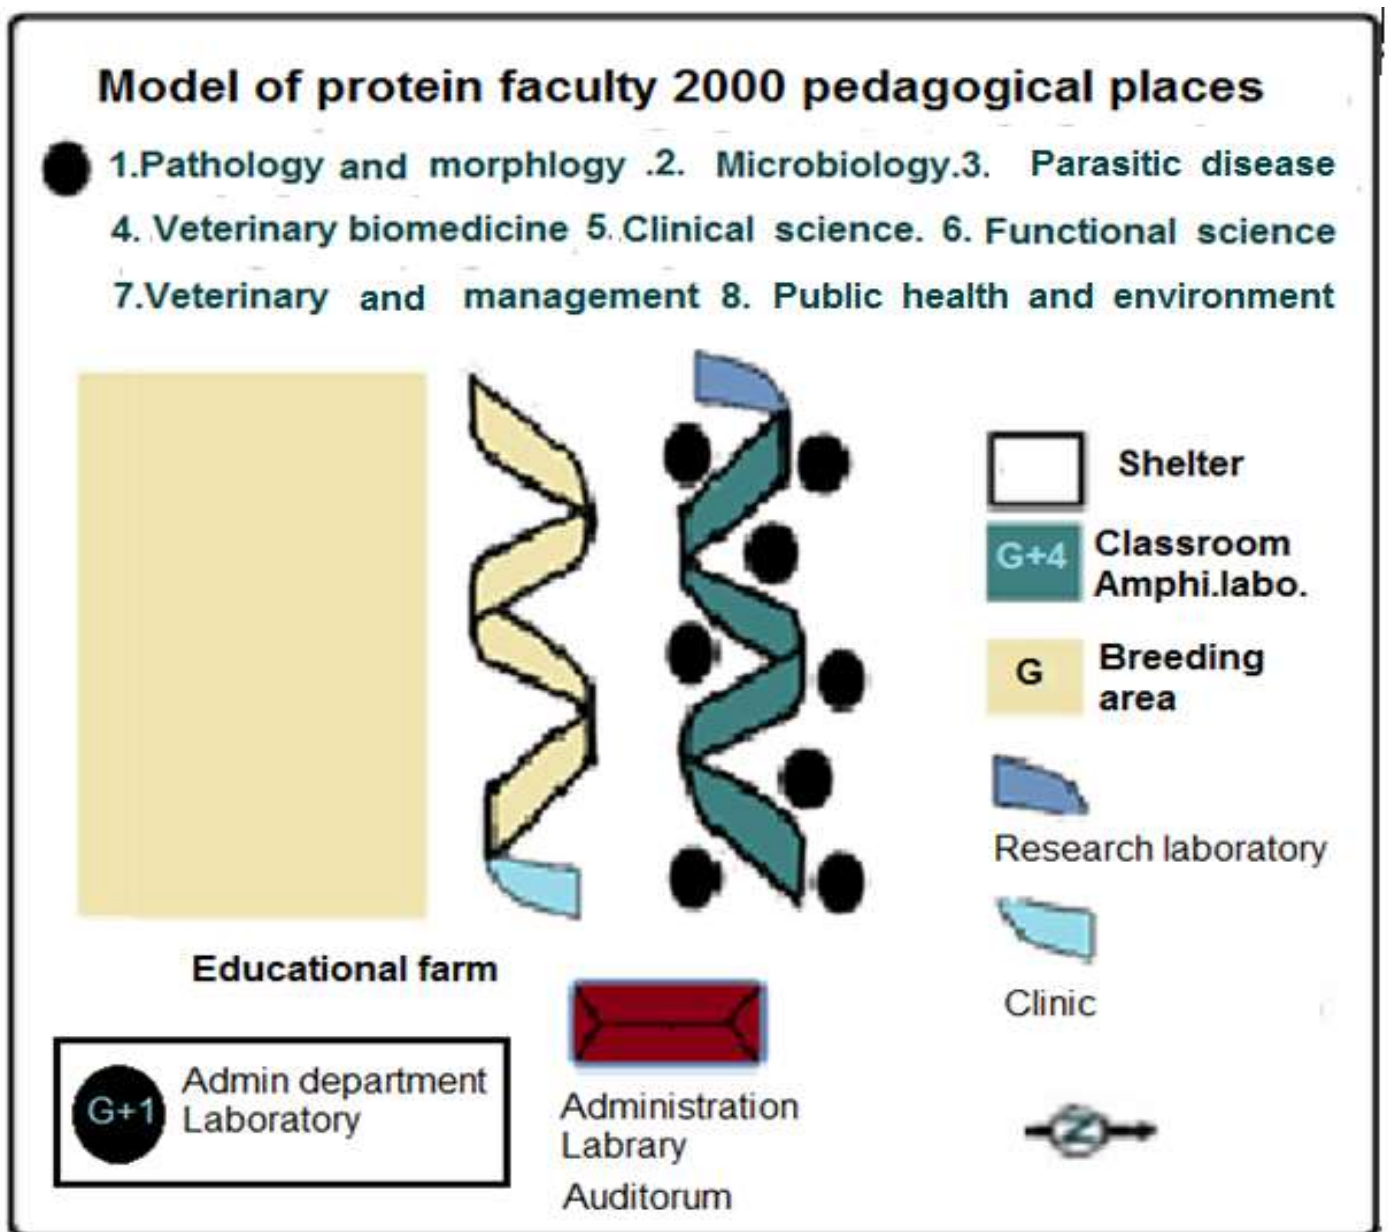 Model of protein faculty 2000 pedagogical places
1.Pathology and morphlogy .2. Microbiology.3. Parasitic disease
4. Veterinary biomedicine 5. Clinical science. 6. Functional science
7.Veterinary and management 8. Public health and environment
Shelter
G+4 Classroom
Amphi.labo.
G Breeding
area
Research laboratory
Clinic
Educational farm
G+1 Admin department
Laboratory
Administration
Labrary
Auditorum
Z